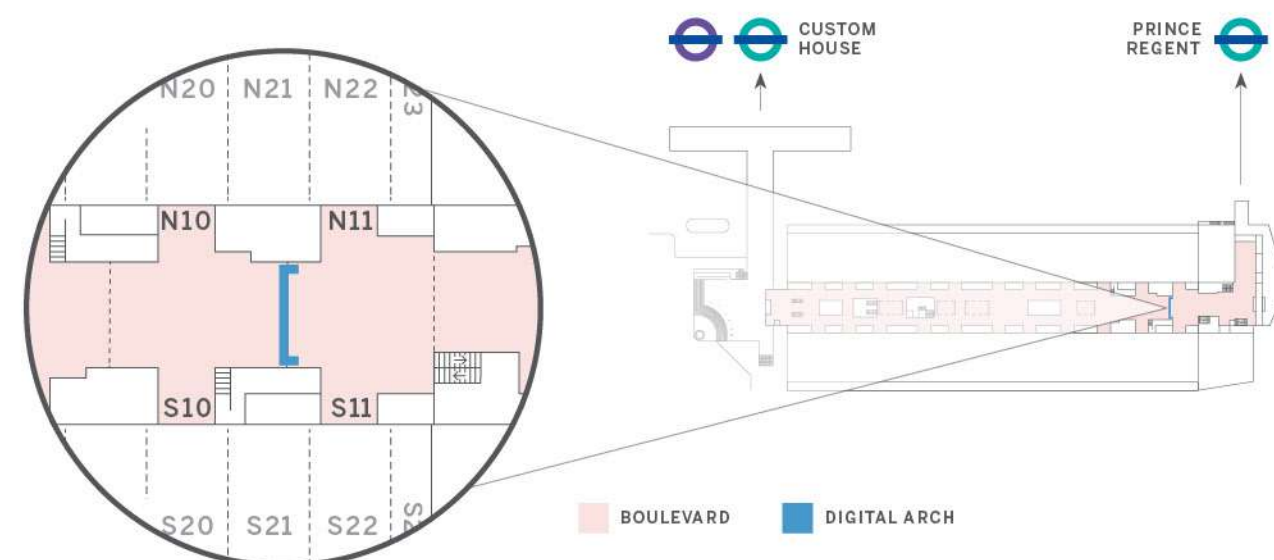 CUSTOM
HOUSE
PRINCE
REGENT
N20
N21
N22
N10
N11
S10
S11
S20
S21
S22
BOULEVARD
DIGITAL ARCH